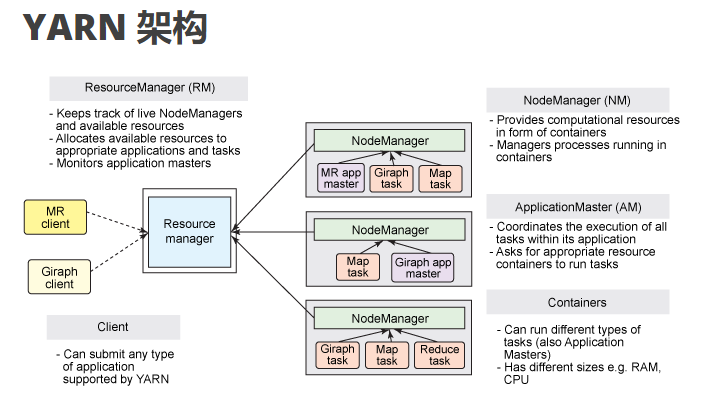 YARN 架构
ResourceManager (RM)
- Keeps track of live NodeManagers
and available resources
- Allocates available resources to
appropriate applications and tasks
- Monitors application masters
MR
client
Giraph
client
Resource
manager
Client
- Can submit any type
of application
supported by YARN
NodeManager
MR app
master
Giraph
task
Map
task
NodeManager
Map
task
Giraph app
master
NodeManager
Giraph
task
Map
task
Reduce
task
NodeManager (NM)
- Provides computational resources
in form of containers
- Managers processes running in
containers
ApplicationMaster (AM)
- Coordinates the execution of all
tasks within its application
- Asks for appropriate resource
containers to run tasks
Containers
- Can run different types of
tasks (also Application
Masters)
- Has different sizes e.g. RAM,
CPU